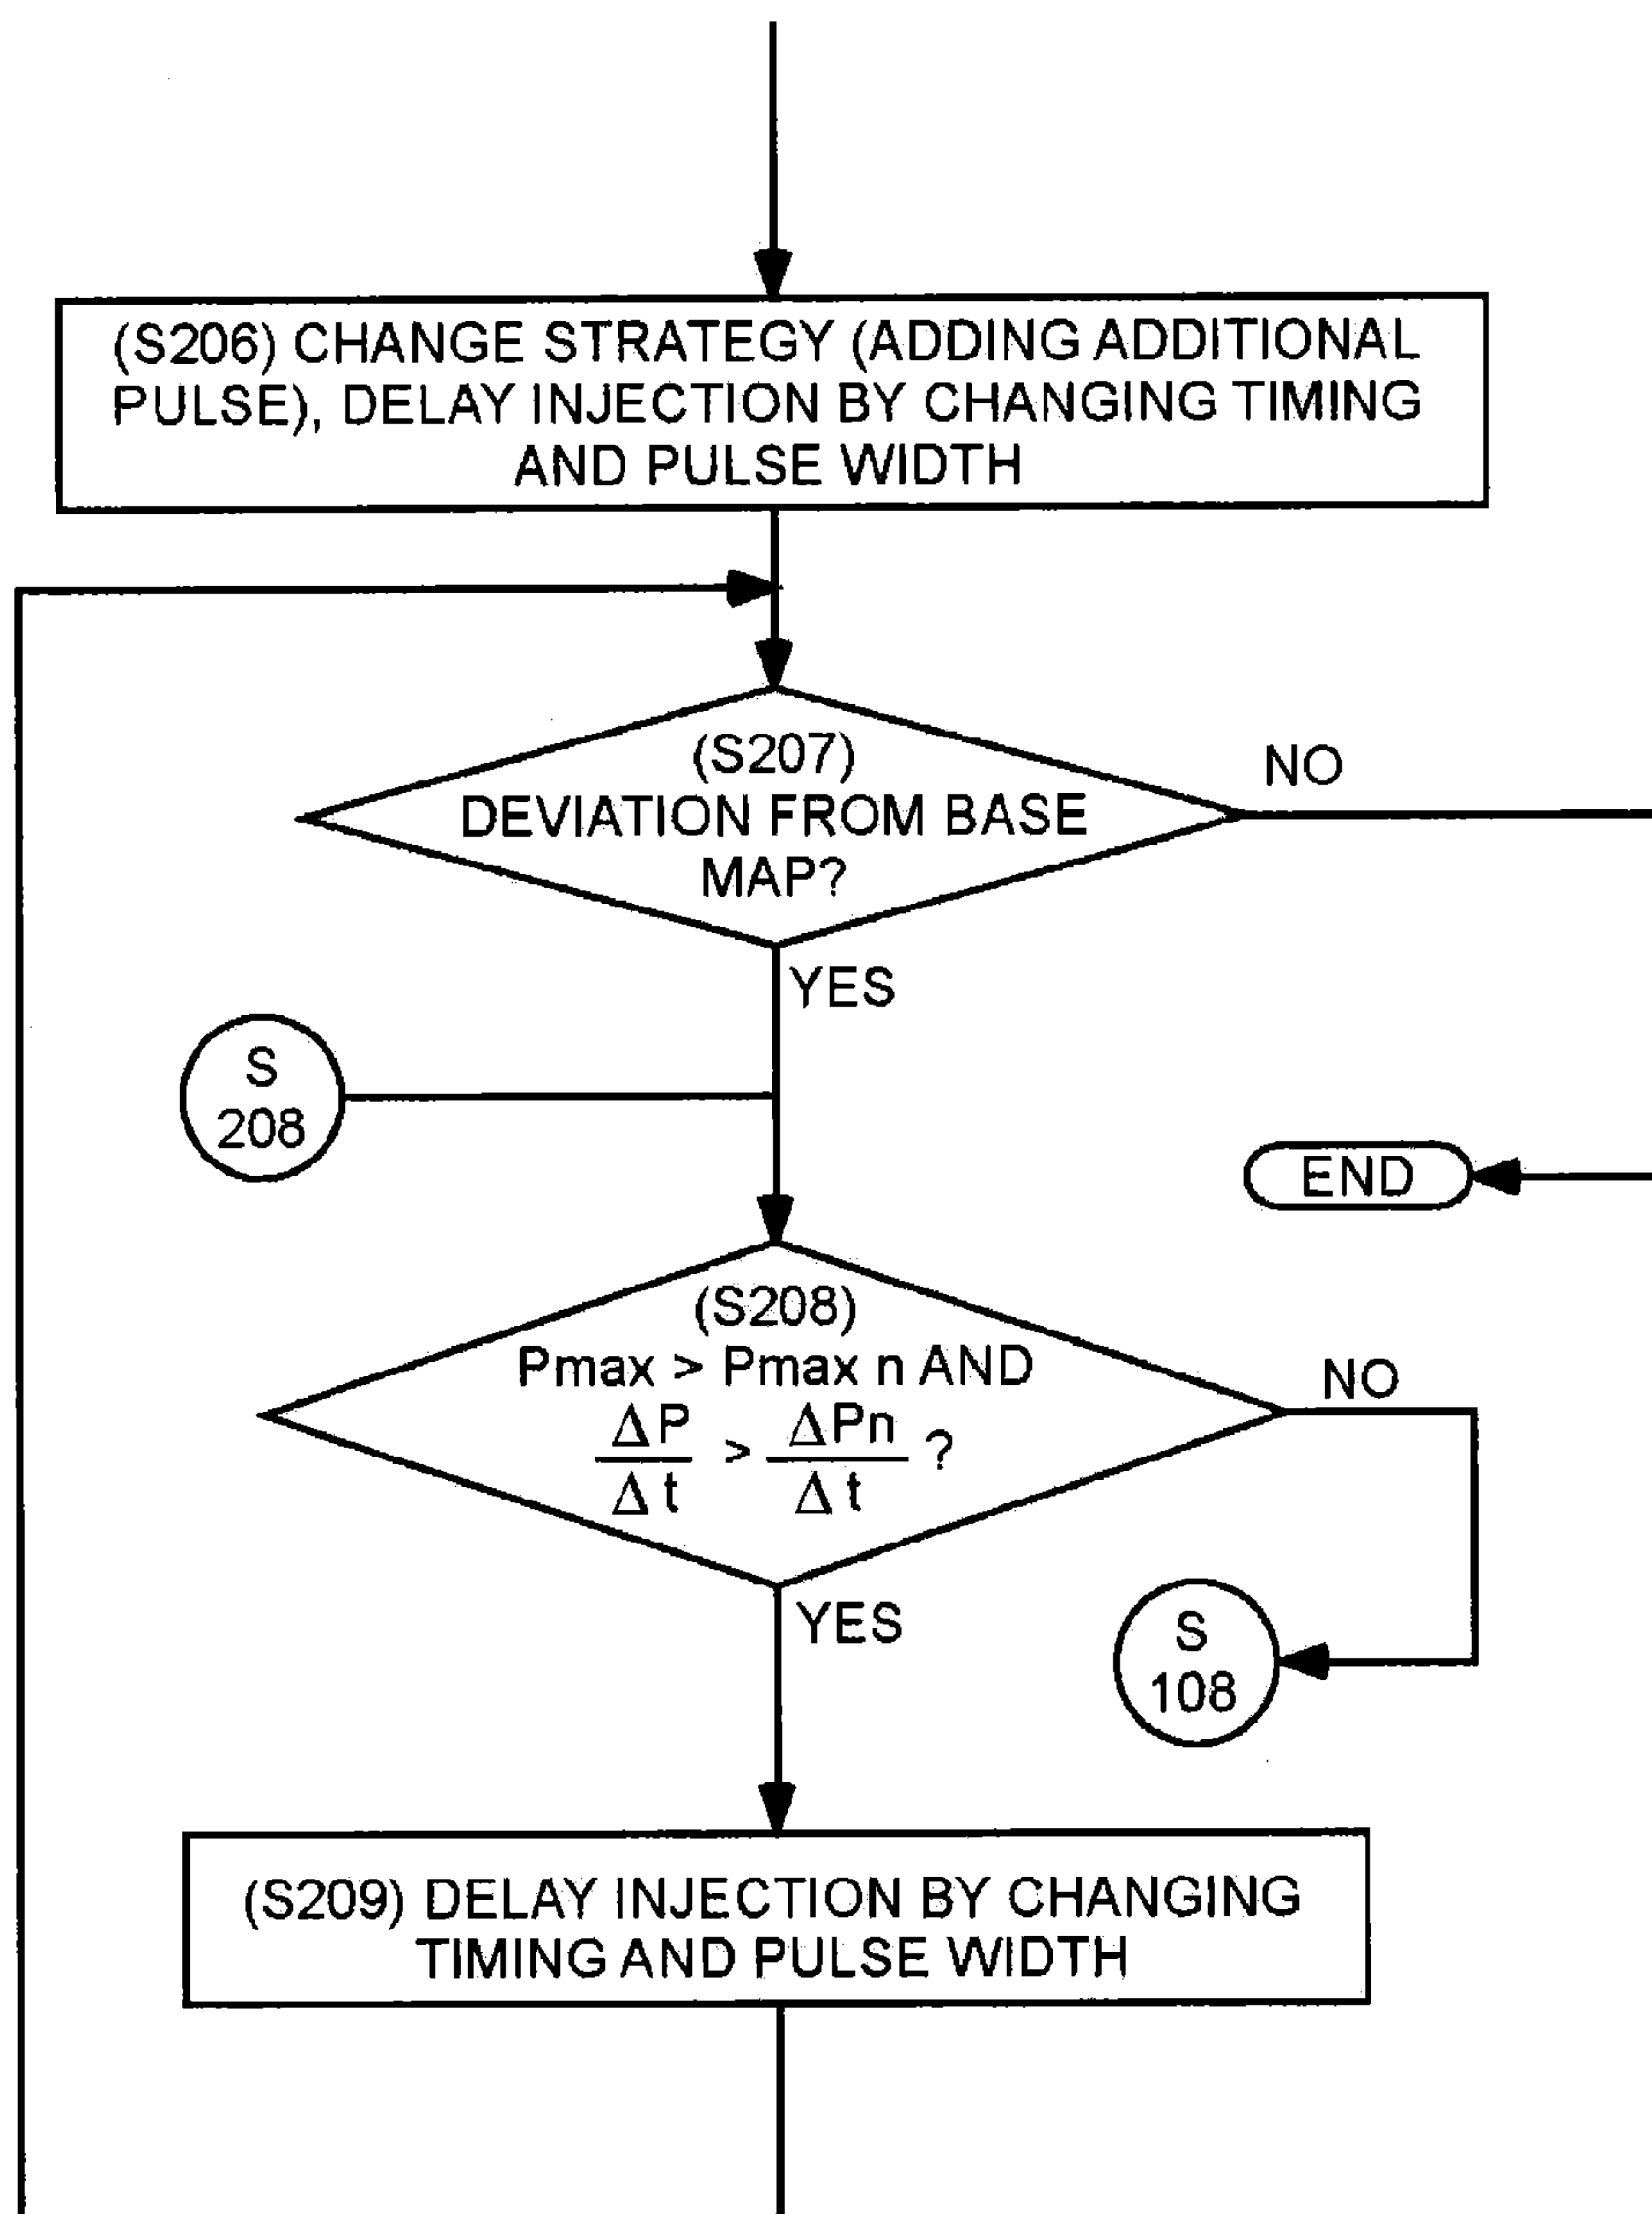 (S206) CHANGE STRATEGY (ADDING ADDITIONAL
PULSE), DELAY INJECTION BY CHANGING TIMING
AND PULSE WIDTH
(S207)
DEVIATION FROM BASE
MAP?
NO
YES
S
208
END
(S208)
Pmax > Pmax n AND
ΔP/Δt > ΔPn/Δt ?
NO
YES
S
108
(S209) DELAY INJECTION BY CHANGING
TIMING AND PULSE WIDTH